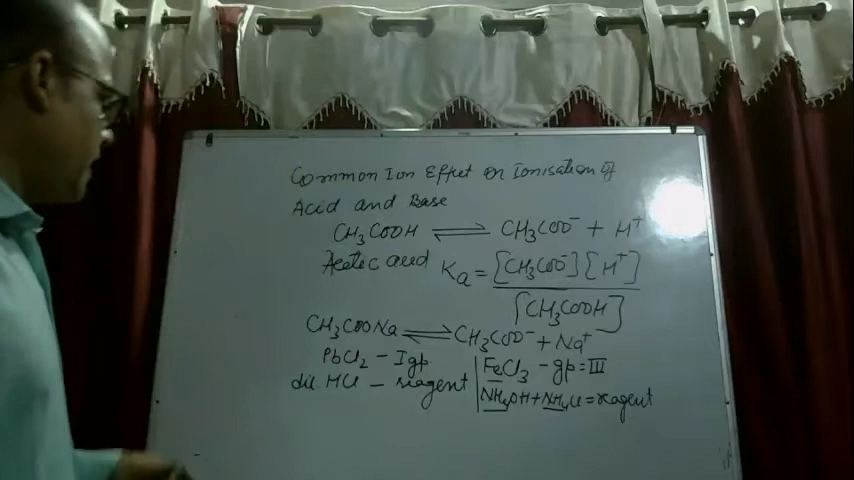 Common Ion Effect on Ionisation of
Acid and Base
CH₃COOH ⇌ CH₃COO⁻ + H⁺
Acetic acid Ka = [CH₃COO⁻] [H⁺]
[CH₃COOH]
CH₃COONa ⇌ CH₃COO⁻ + Na⁺
PbCl₂ – I gp
dil HCl – reagent
FeCl₃ – gp = III
NH₄OH + NH₄Cl = reagent